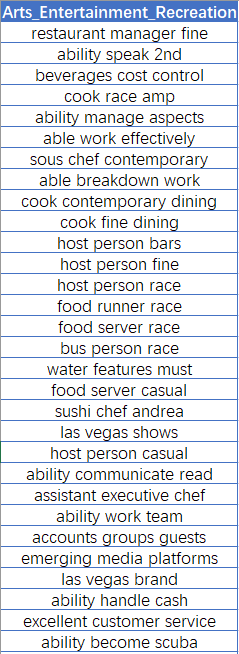 Arts_Entertainment_Recreation
restaurant manager fine
ability speak 2nd
beverages cost control
cook race amp
ability manage aspects
able work effectively
sous chef contemporary
able breakdown work
cook contemporary dining
cook fine dining
host person bars
host person fine
host person race
food runner race
food server race
bus person race
water features must
food server casual
sushi chef andrea
las vegas shows
host person casual
ability communicate read
assistant executive chef
ability work team
accounts groups guests
emerging media platforms
las vegas brand
ability handle cash
excellent customer service
ability become scuba